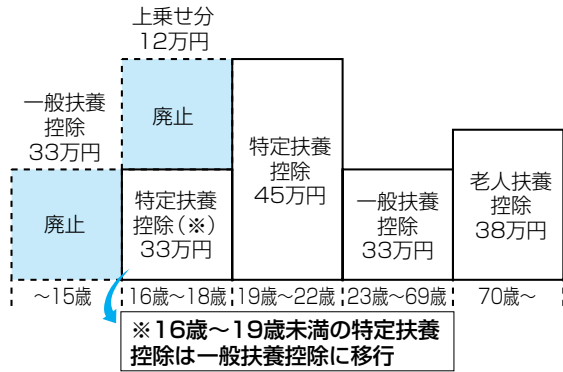 上乗せ分
12万円
一般扶養
控除
33万円
廃止
廃止
特定扶養
控除(※)
33万円
特定扶養
控除
45万円
一般扶養
控除
33万円
老人扶養
控除
38万円
～15歳
16歳～18歳
19歳～22歳
23歳～69歳
70歳～
※16歳～19歳未満の特定扶養
控除は一般扶養控除に移行